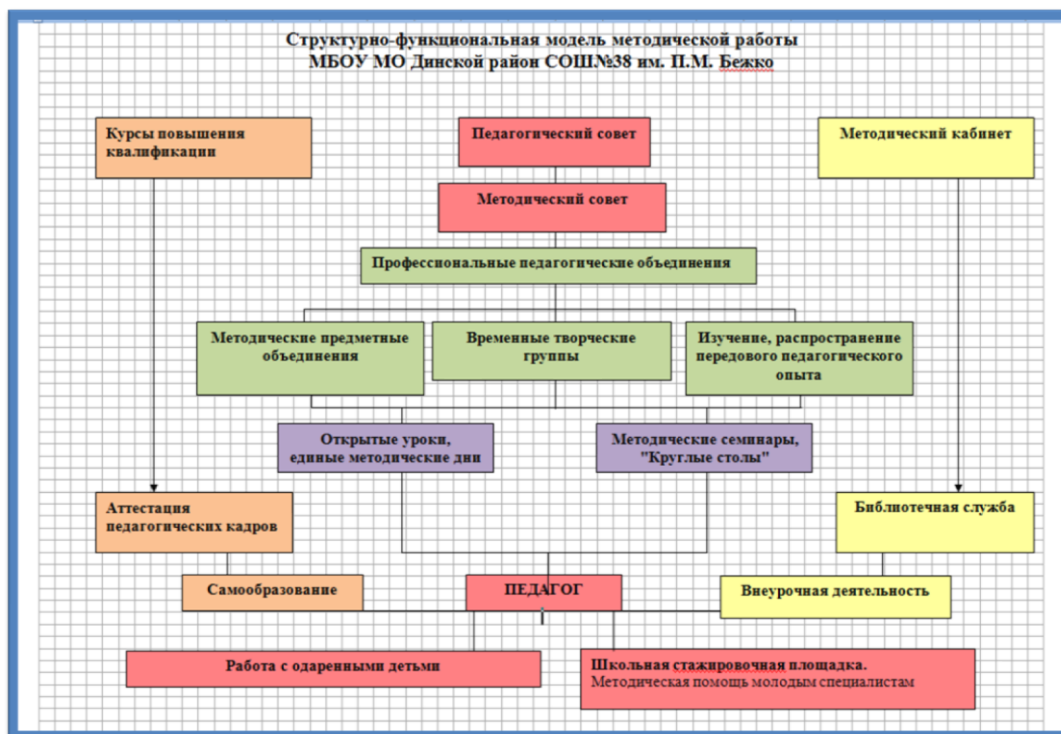 Структурно-функциональная модель методической работы
МБОУ МО Динской район СОШ№38 им. П.М. Бежко
Курсы повышения
квалификации
Педагогический совет
Методический кабинет
Методический совет
Профессиональные педагогические объединения
Методические предметные
объединения
Временные творческие
группы
Изучение, распространение
передового педагогического
опыта
Открытые уроки,
единые методические дни
Методические семинары,
"Круглые столы"
Аттестация
педагогических кадров
Библиотечная служба
Самообразование
ПЕДАГОГ
Внеурочная деятельность
Работа с одаренными детьми
Школьная стажировочная площадка.
Методическая помощь молодым специалистам